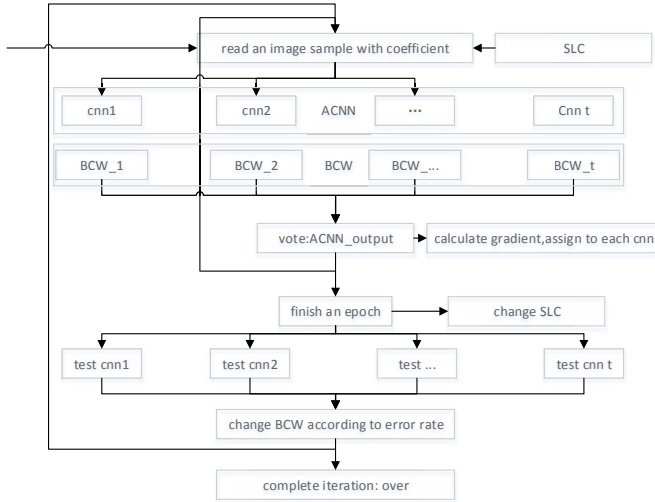 read an image sample with coefficient
SLC
cnn1
cnn2
ACNN
...
Cnn t
BCW_1
BCW_2
BCW
BCW_...
BCW_t
vote:ACNN_output
calculate gradient,assign to each cnn
finish an epoch
change SLC
test cnn1
test cnn2
test ...
test cnn t
change BCW according to error rate
complete iteration: over